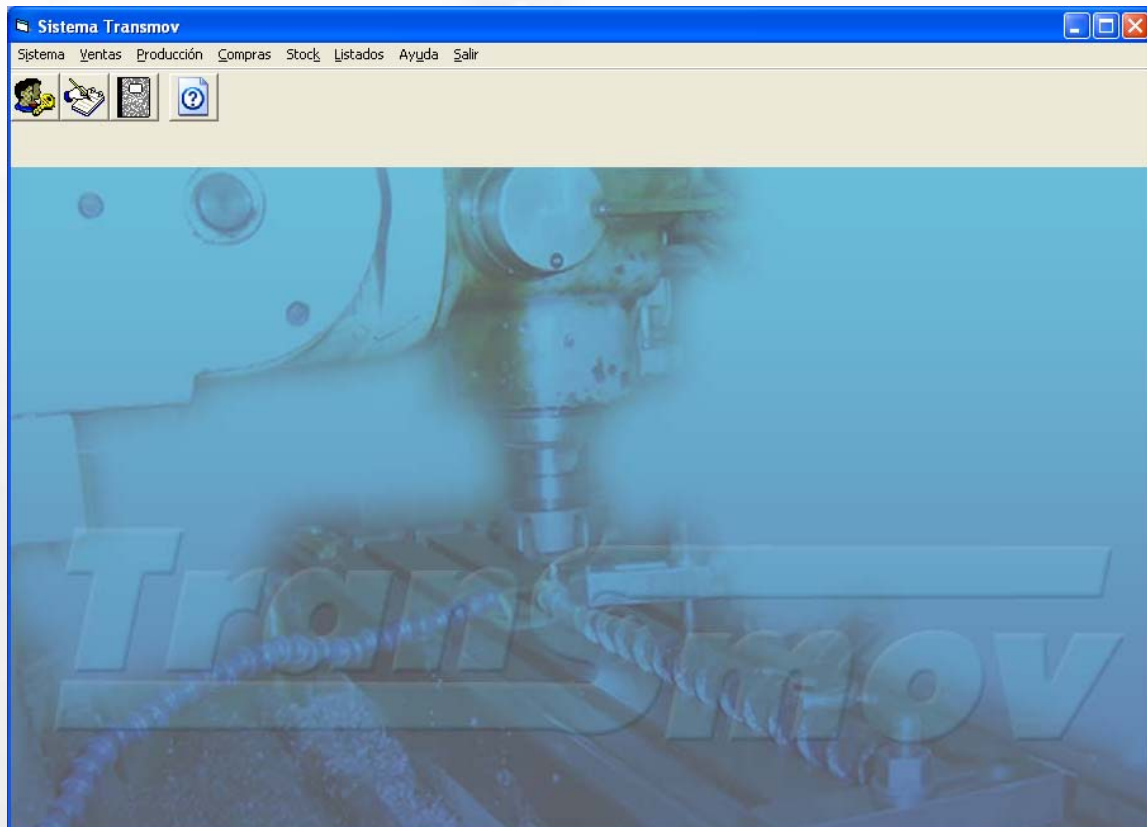 Sistema Transmov
Sistema Ventas Producción Compras Stock Listados Ayuda Salir
?
TranSmov